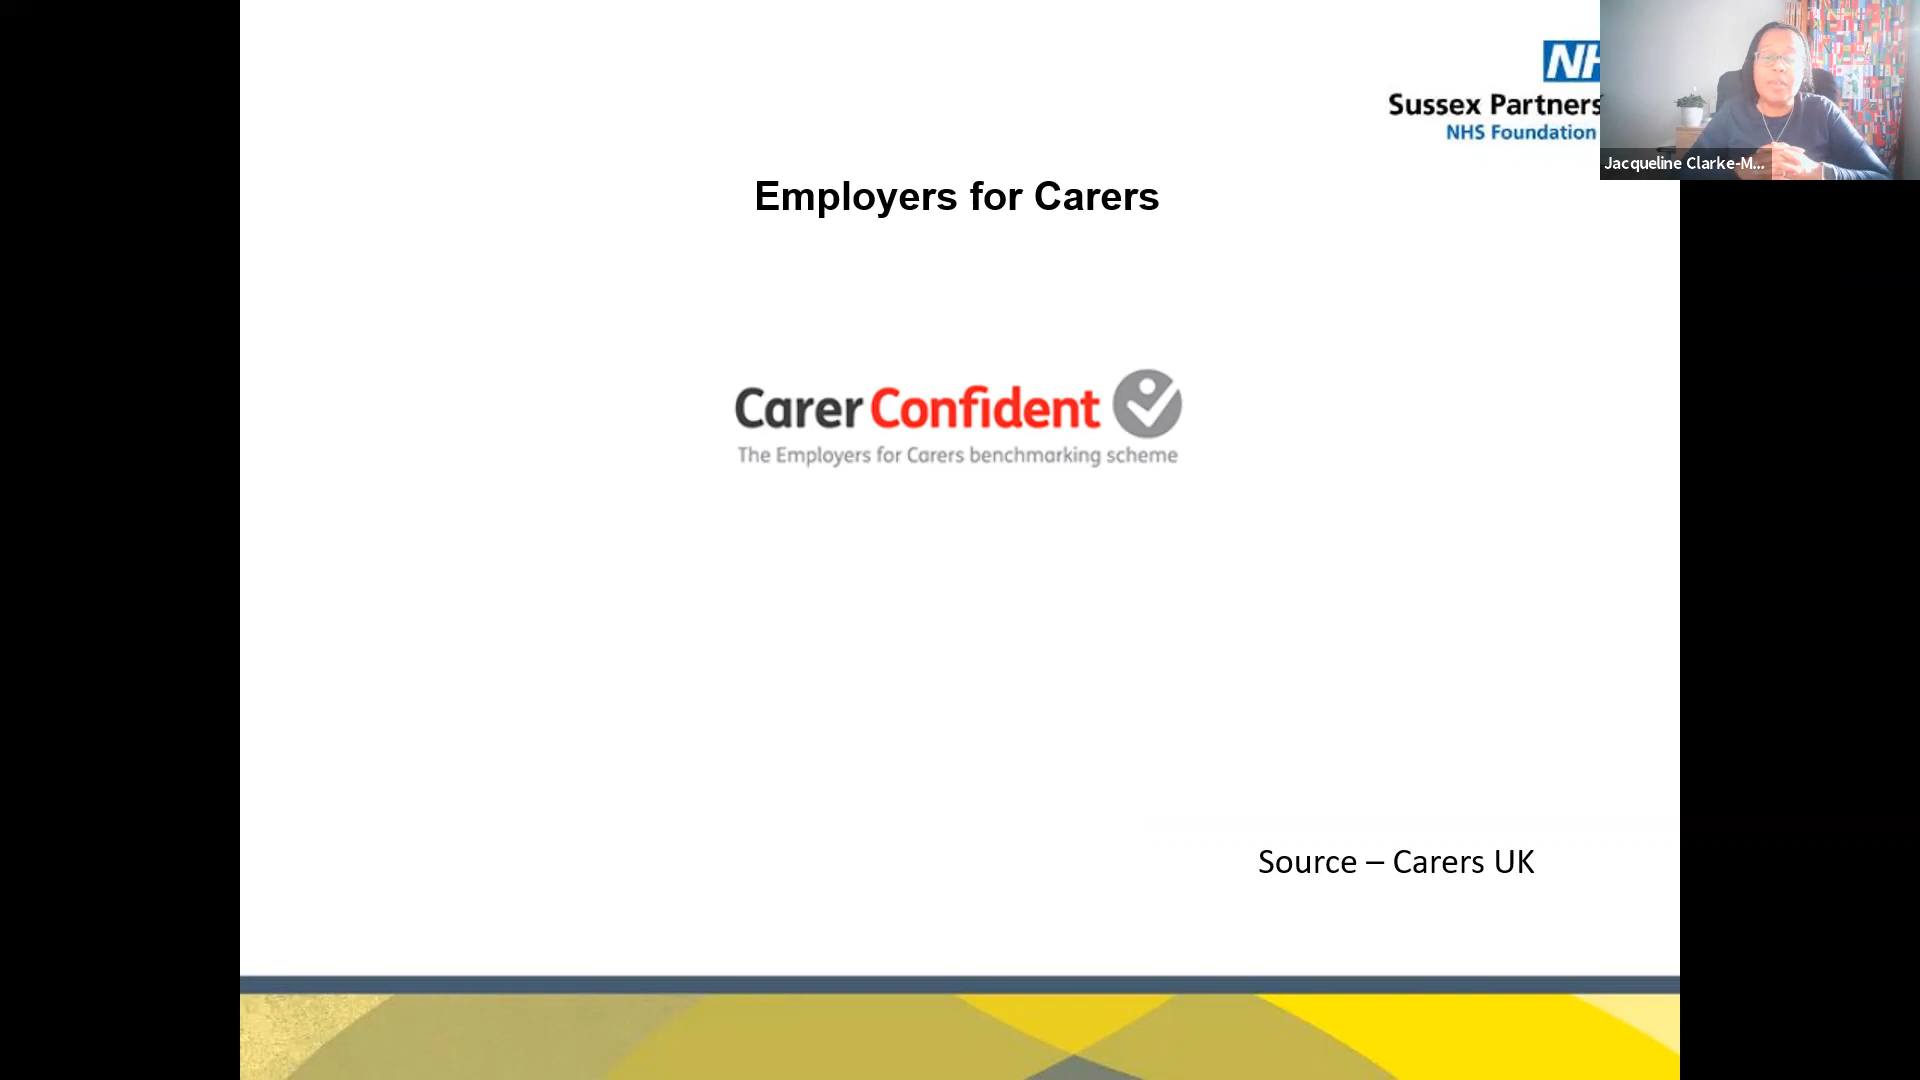 NH
Sussex Partners
NHS Foundation
Jacqueline Clarke-M...
Employers for Carers
Carer Confident
The Employers for Carers benchmarking scheme
Source – Carers UK